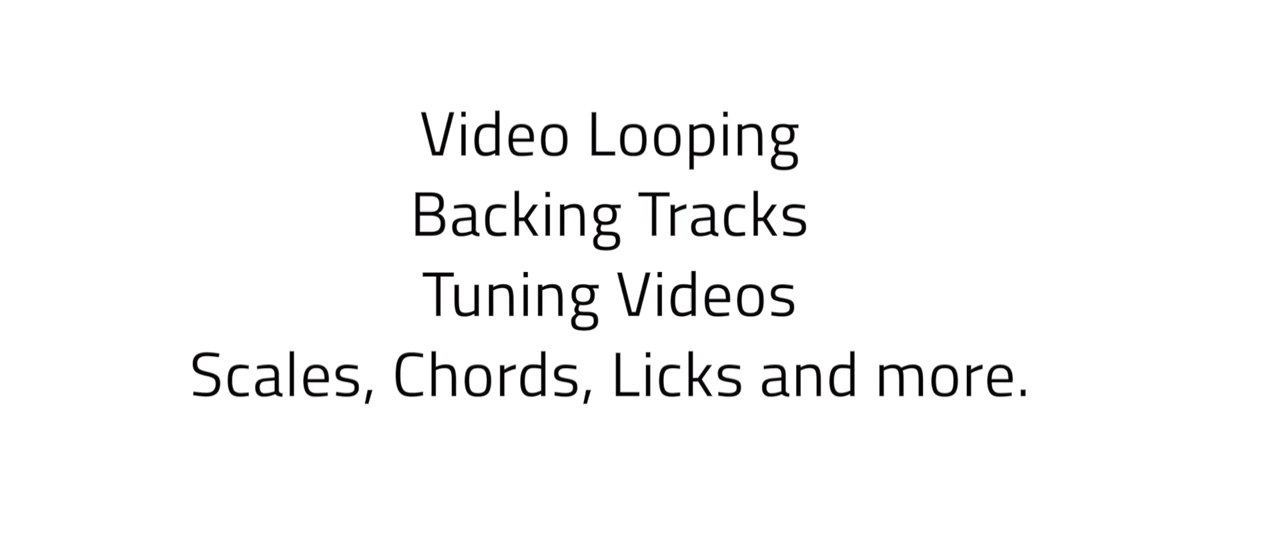 Video Looping
Backing Tracks
Tuning Videos
Scales, Chords, Licks and more.